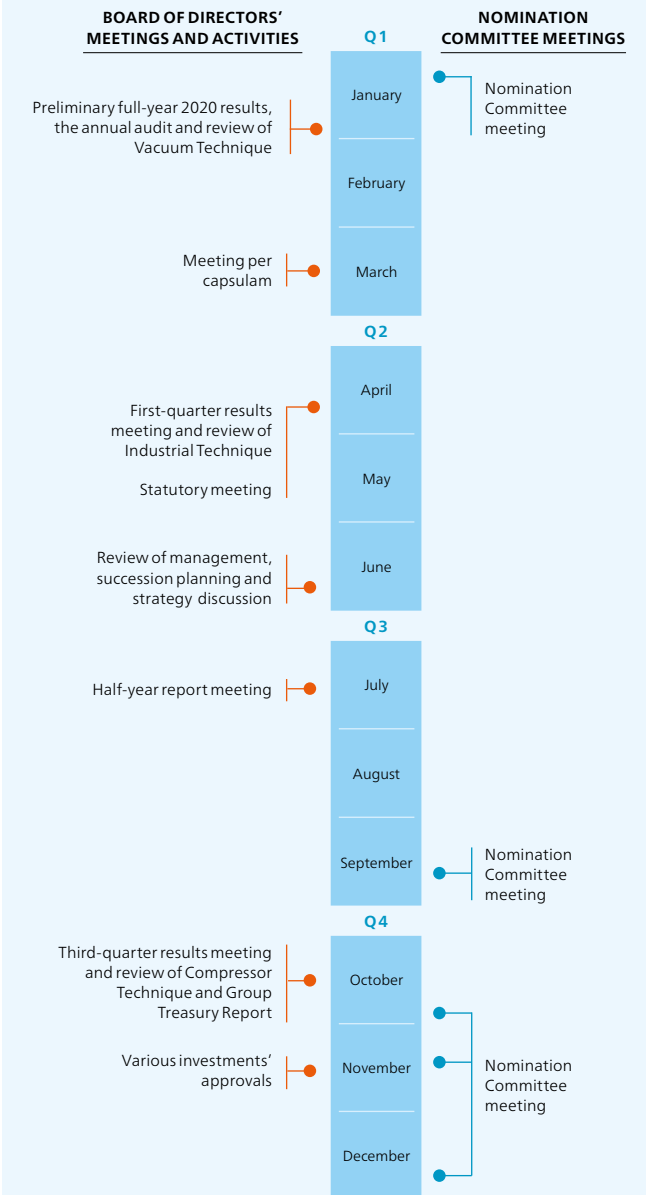 BOARD OF DIRECTORS’
MEETINGS AND ACTIVITIES
NOMINATION
COMMITTEE MEETINGS
Q1
January
Nomination
Committee
meeting
Preliminary full-year 2020 results,
the annual audit and review of
Vacuum Technique
February
Meeting per
capsulam
March
Q2
April
First-quarter results
meeting and review of
Industrial Technique
Statutory meeting
May
Review of management,
succession planning and
strategy discussion
June
Q3
Half-year report meeting
July
August
September
Nomination
Committee
meeting
Q4
Third-quarter results meeting
and review of Compressor
Technique and Group
Treasury Report
October
Various investments’
approvals
November
Nomination
Committee
meeting
December